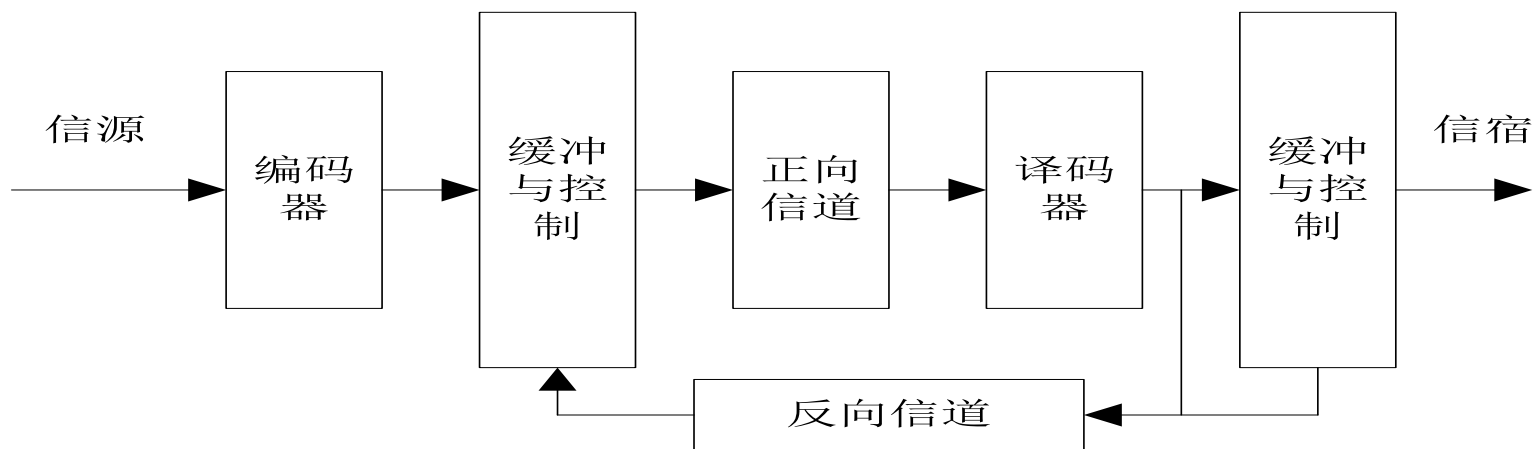 信源
编码
器
缓冲
与控
制
正向
信道
译码
器
缓冲
与控
制
信宿
反向信道